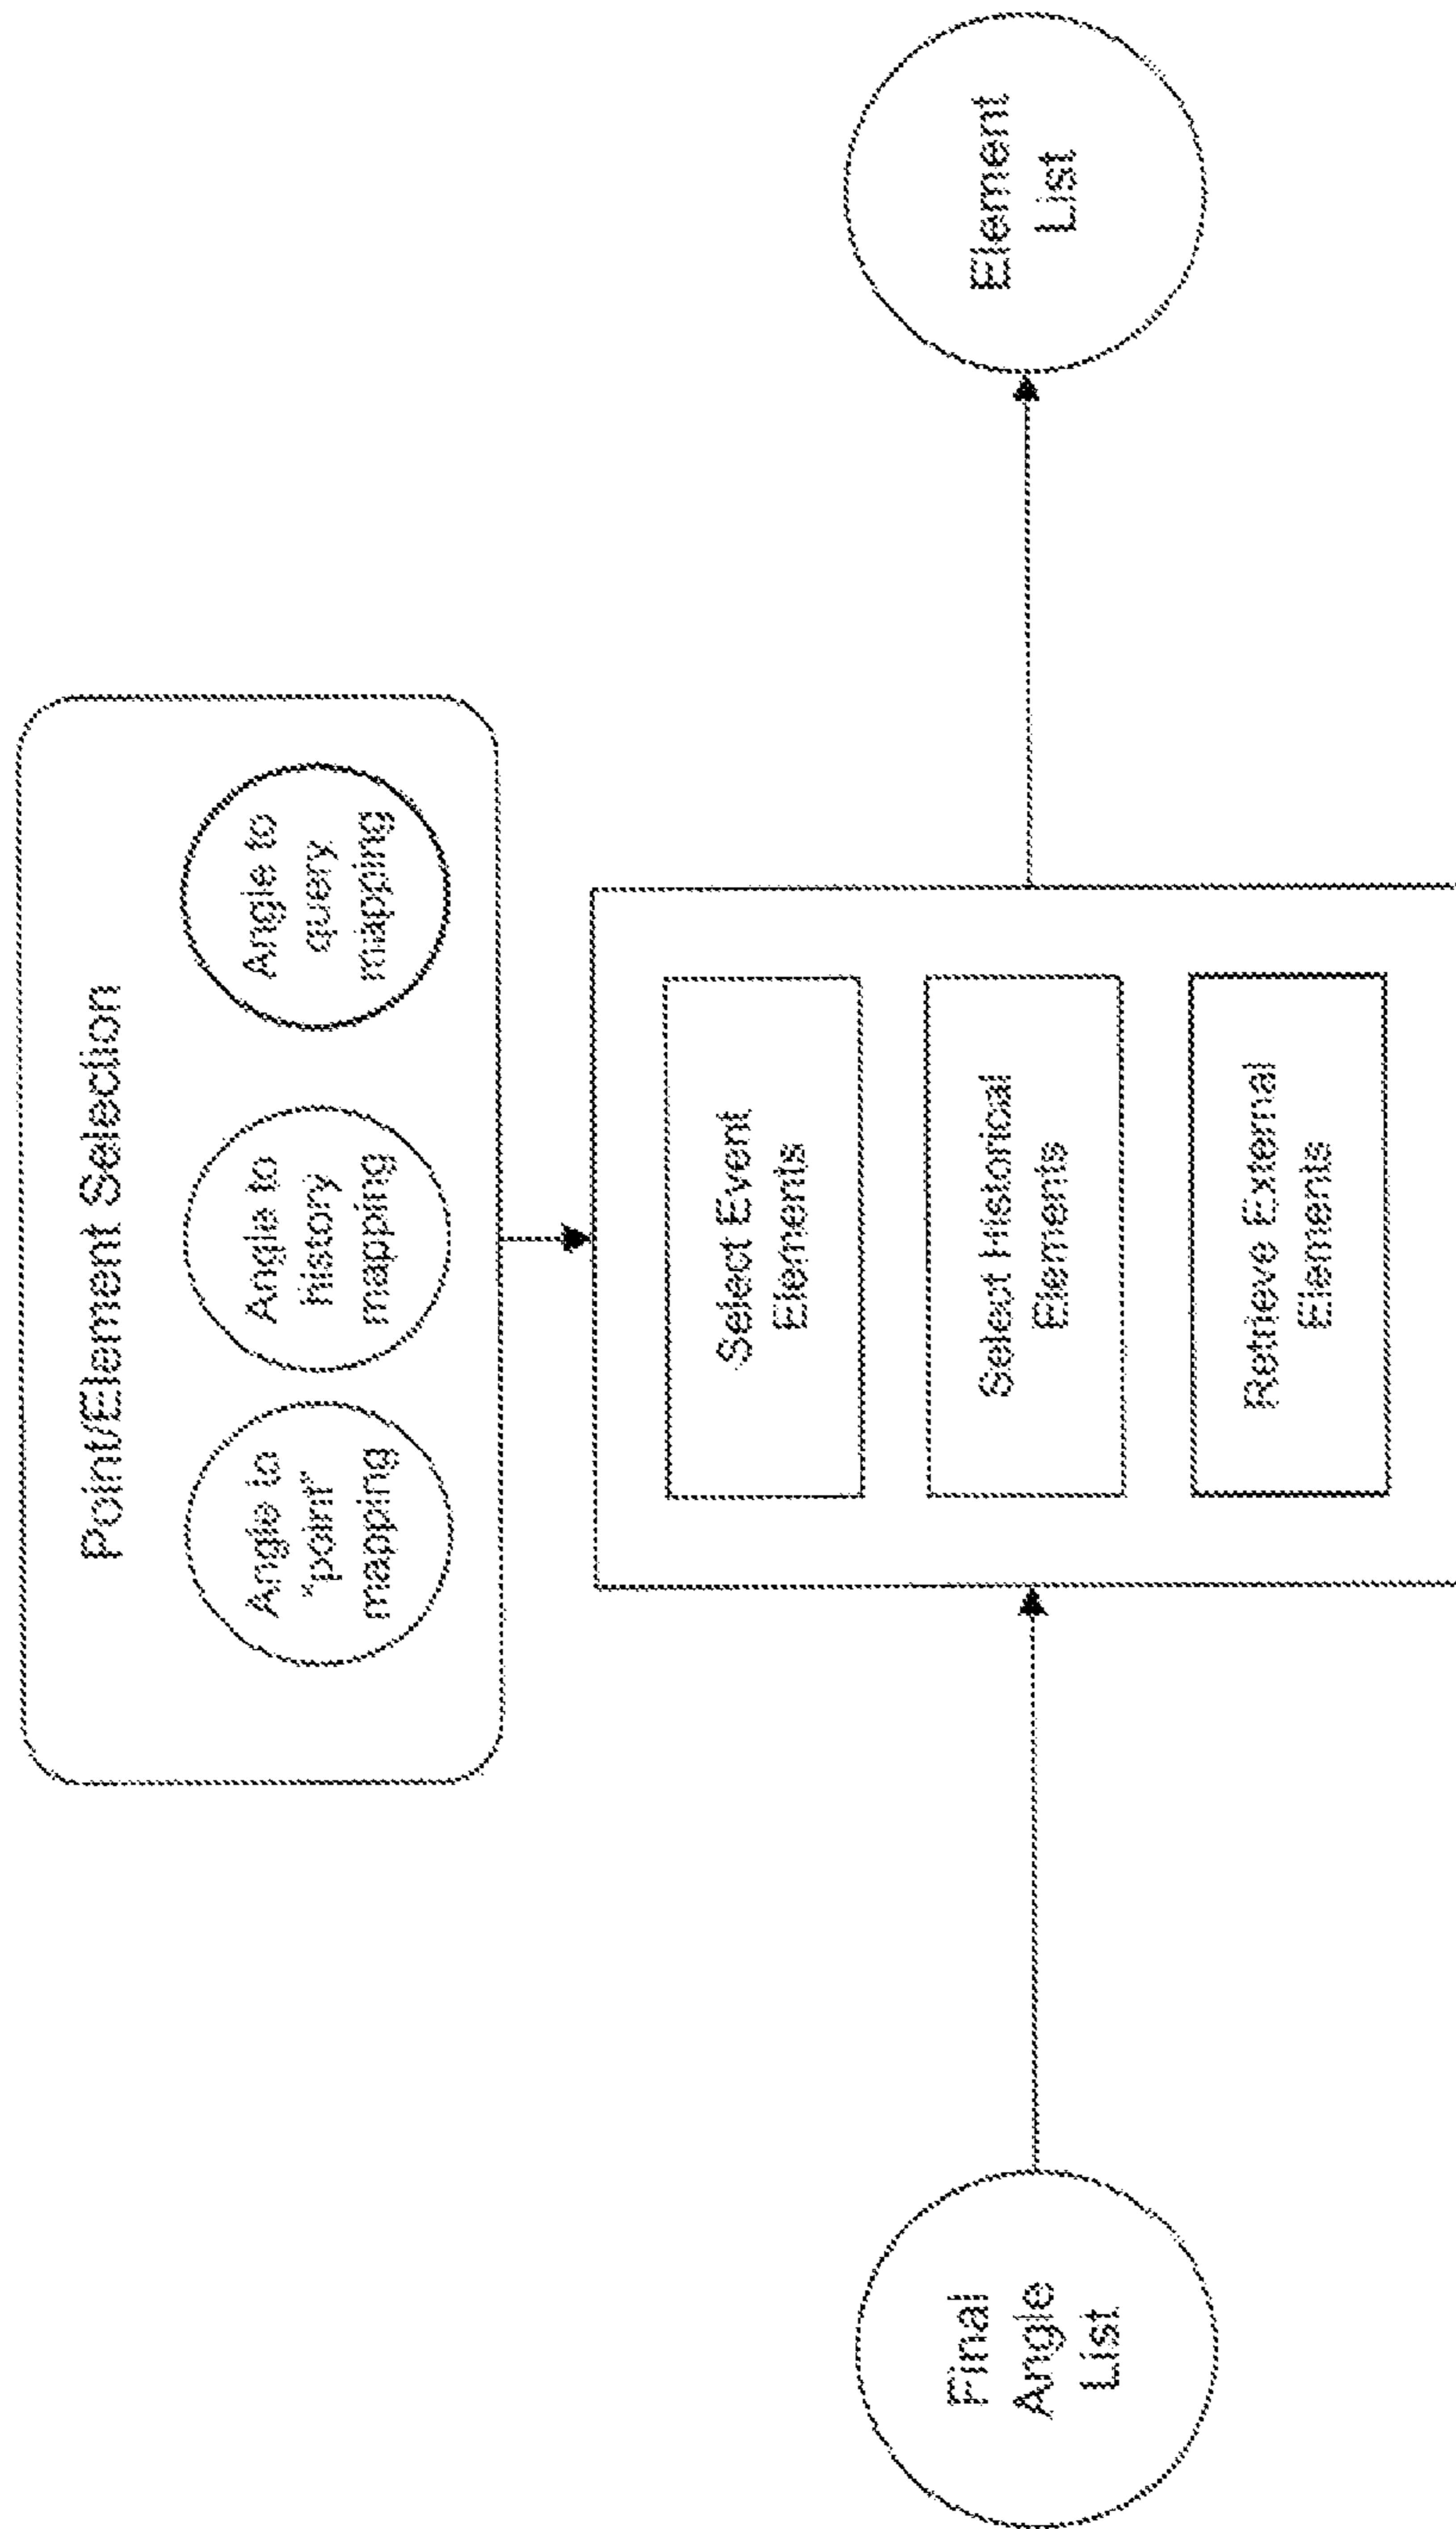 Point/Element Selection
Angle to
"point"
mapping
Angle to
history
mapping
Angle to
query
mapping
Final
Angle
List
Select Event
Elements
Select Historical
Elements
Retrieve External
Elements
Element
List